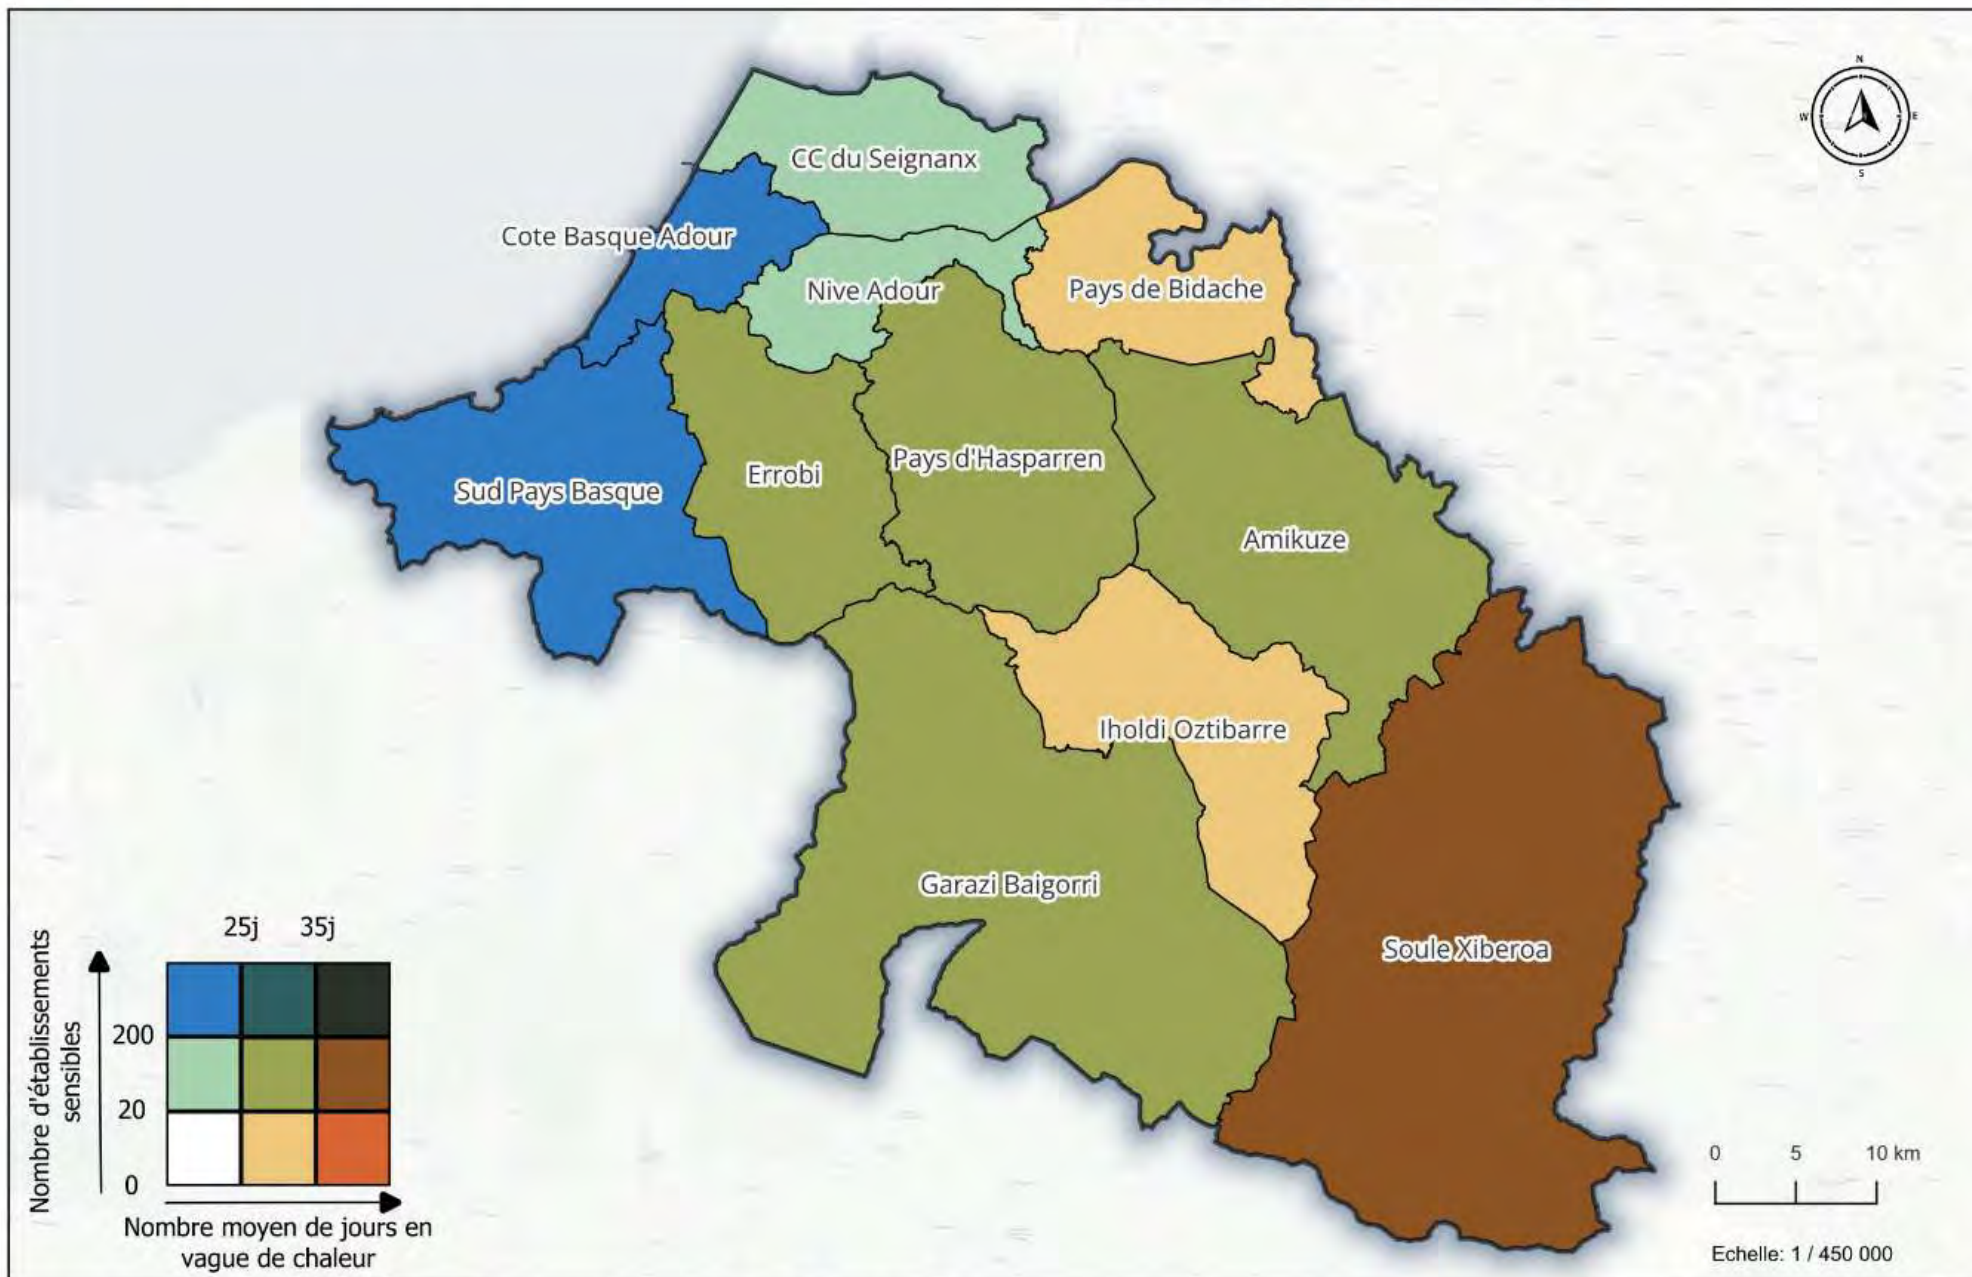 N
W
E
S
CC du Seignanx
Cote Basque Adour
Nive Adour
Pays de Bidache
Pays d'Hasparren
Errobi
Sud Pays Basque
Amikuze
Iholdi Oztibarre
Garazi Baigorri
Soule Xiberoa
25j 35j
Nombre d'établissements
sensibles
200
20
0
Nombre moyen de jours en
vague de chaleur
0 5 10 km
Echelle: 1 / 450 000